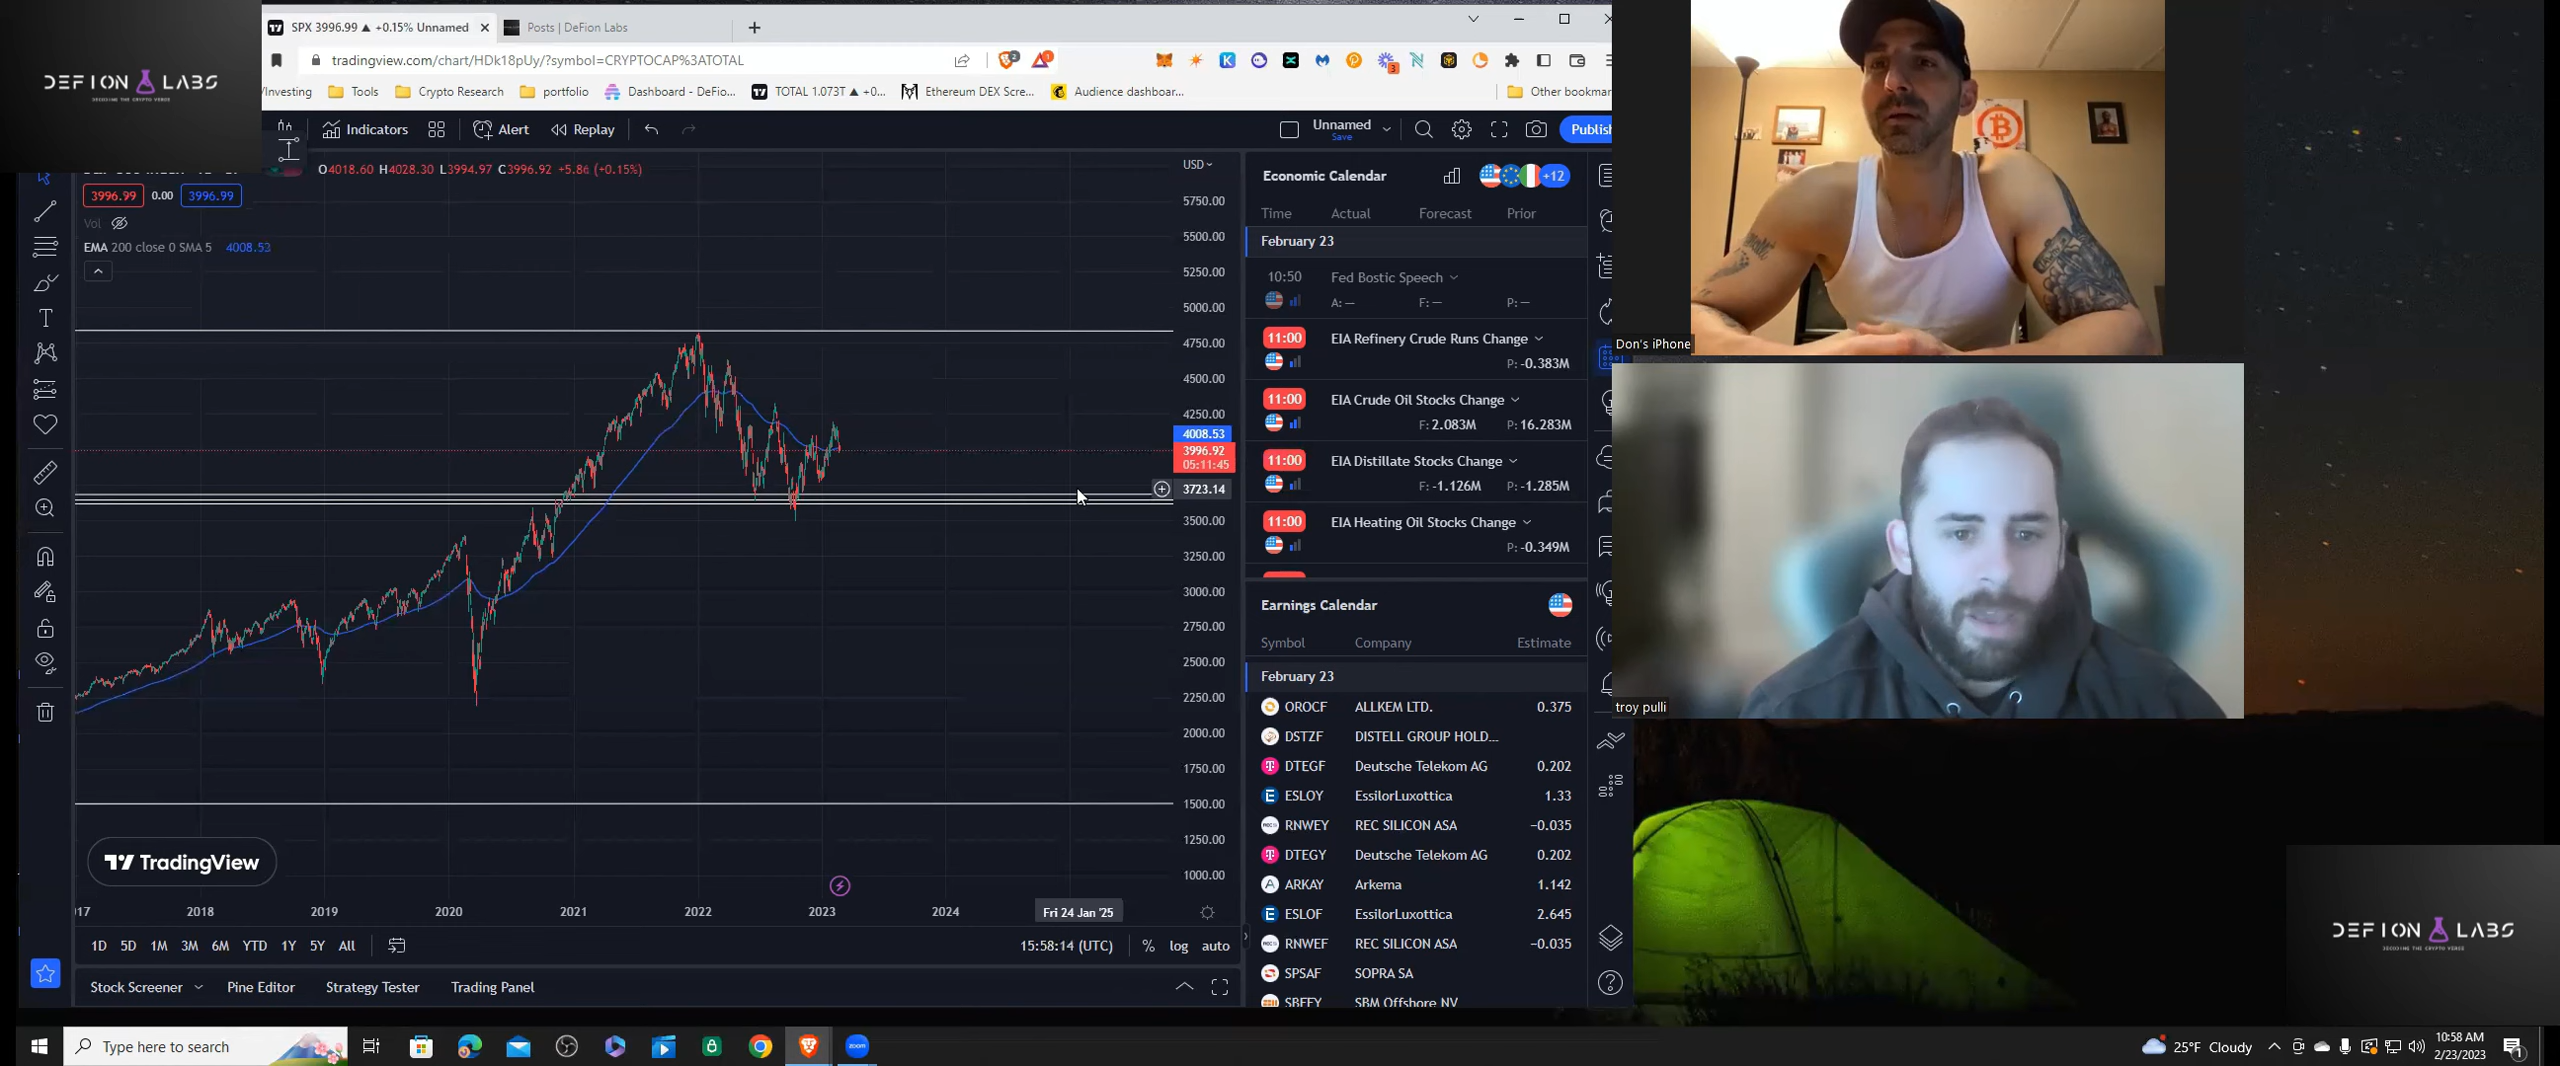 DEFION LABS
DECODING THE CRYPTO VERSE
SPX 3996.99 ▲ +0.15% Unnamed
Posts | DeFion Labs
tradingview.com/chart/HDk18pUy/?symbol=CRYPTOCAP%3ATOTAL
/Investing
Tools
Crypto Research
portfolio
Dashboard - DeFio...
TOTAL 1.073T ▲ +0...
Ethereum DEX Scre...
Audience dashboar...
Other bookmar
Indicators
Alert
Replay
Unnamed
Save
Publish
O4018.60 H4028.30 L3994.97 C3996.92 +5.86 (+0.15%)
3996.99 0.00 3996.99
Vol
EMA 200 close 0 SMA 5 4008.53
USD
5750.00
5500.00
5250.00
5000.00
4750.00
4500.00
4250.00
4008.53
3996.92
05:11:45
3723.14
3500.00
3250.00
3000.00
2750.00
2500.00
2250.00
2000.00
1750.00
1500.00
1250.00
1000.00
TradingView
2018 2019 2020 2021 2022 2023 2024
Fri 24 Jan '25
1D 5D 1M 3M 6M YTD 1Y 5Y All
15:58:14 (UTC) % log auto
Stock Screener Pine Editor Strategy Tester Trading Panel
Economic Calendar
+12
Time Actual Forecast Prior
February 23
10:50 Fed Bostic Speech
A: — F: — P: —
11:00 EIA Refinery Crude Runs Change
P: -0.383M
11:00 EIA Crude Oil Stocks Change
F: 2.083M P: 16.283M
11:00 EIA Distillate Stocks Change
F: -1.126M P: -1.285M
11:00 EIA Heating Oil Stocks Change
P: -0.349M
Earnings Calendar
Symbol Company Estimate
February 23
OROCF ALLKEM LTD. 0.375
DSTZF DISTELL GROUP HOLD...
DTEGF Deutsche Telekom AG 0.202
ESLOY EssilorLuxottica 1.33
RNWEY REC SILICON ASA −0.035
DTEGY Deutsche Telekom AG 0.202
ARKAY Arkema 1.142
ESLOF EssilorLuxottica 2.645
RNWEF REC SILICON ASA −0.035
SPSAF SOPRA SA
SBFFY SBM Offshore NV
Don's iPhone
troy pulli
DEFION LABS
DECODING THE CRYPTO VERSE
Type here to search
zoom
25°F Cloudy
10:58 AM
2/23/2023